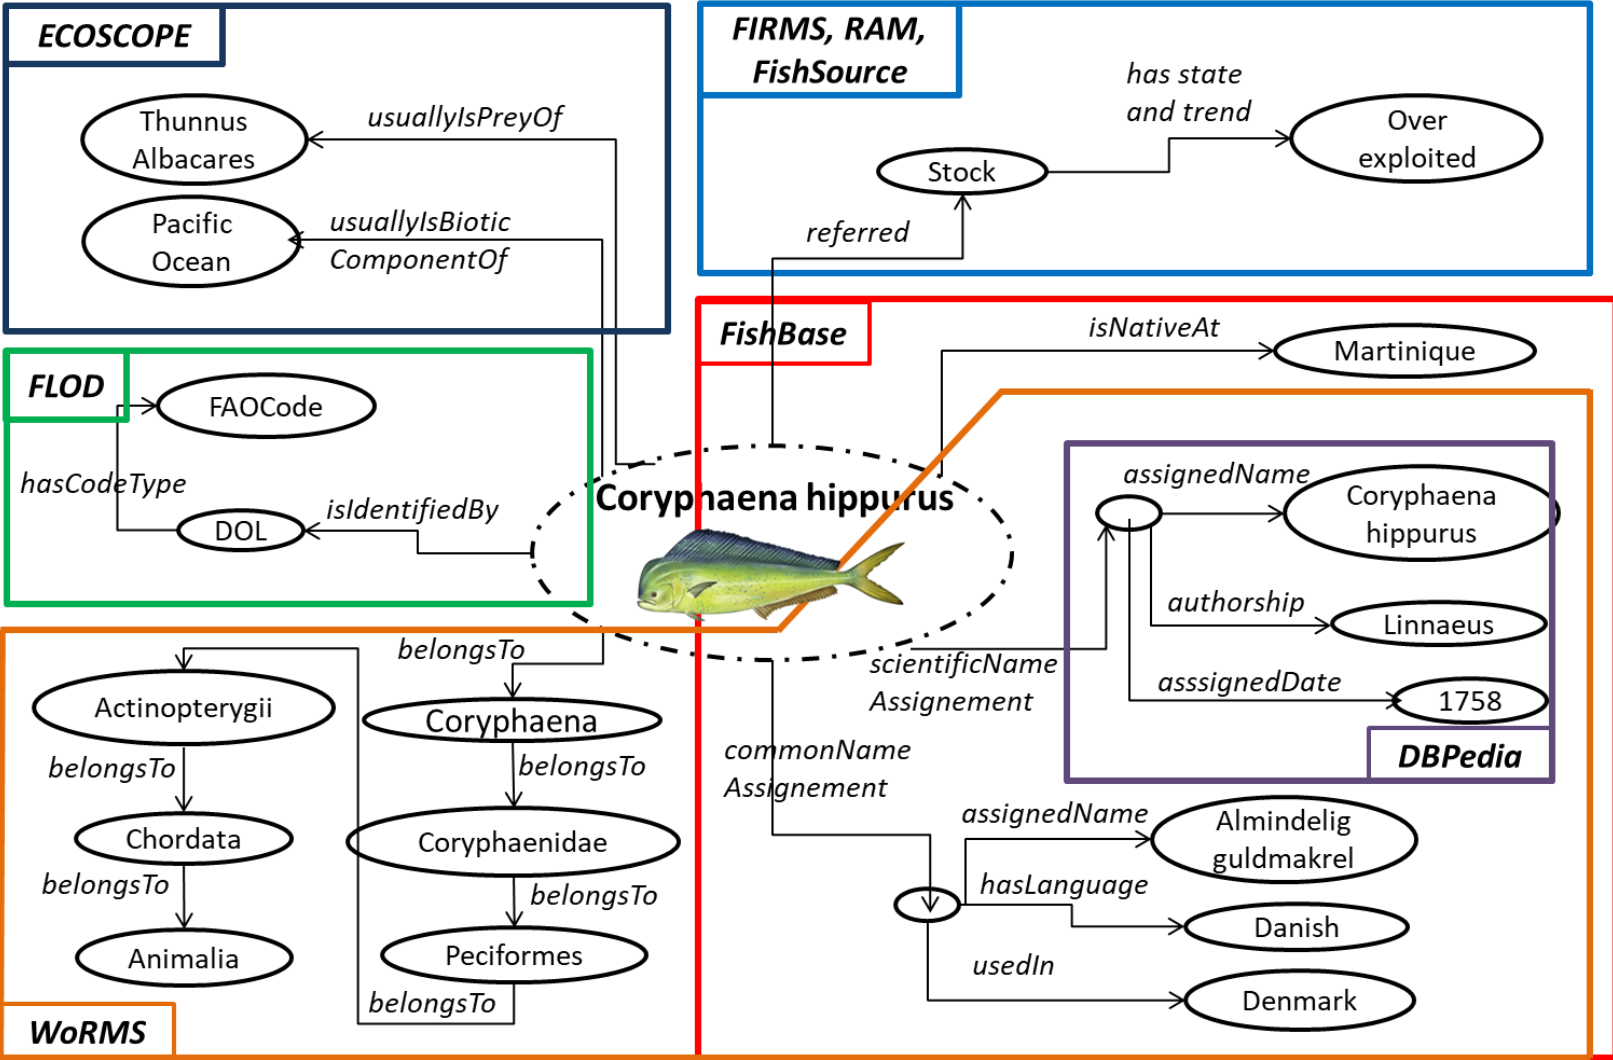 ECOSCOPE
Thunnus
Albacares
usuallyIsPreyOf
Pacific
Ocean
usuallyIsBiotic
ComponentOf
FIRMS, RAM,
FishSource
has state
and trend
Over
exploited
Stock
referred
FLOD
FAOCode
hasCodeType
DOL
isIdentifiedBy
FishBase
isNativeAt
Martinique
Coryphaena hippurus
assignedName
Coryphaena
hippurus
authorship
Linnaeus
asssignedDate
1758
DBPedia
scientificName
Assignement
commonName
Assignement
assignedName
Almindelig
guldmakrel
hasLanguage
Danish
usedIn
Denmark
belongsTo
Coryphaena
belongsTo
Coryphaenidae
belongsTo
Peciformes
belongsTo
Actinopterygii
belongsTo
Chordata
belongsTo
Animalia
WoRMS